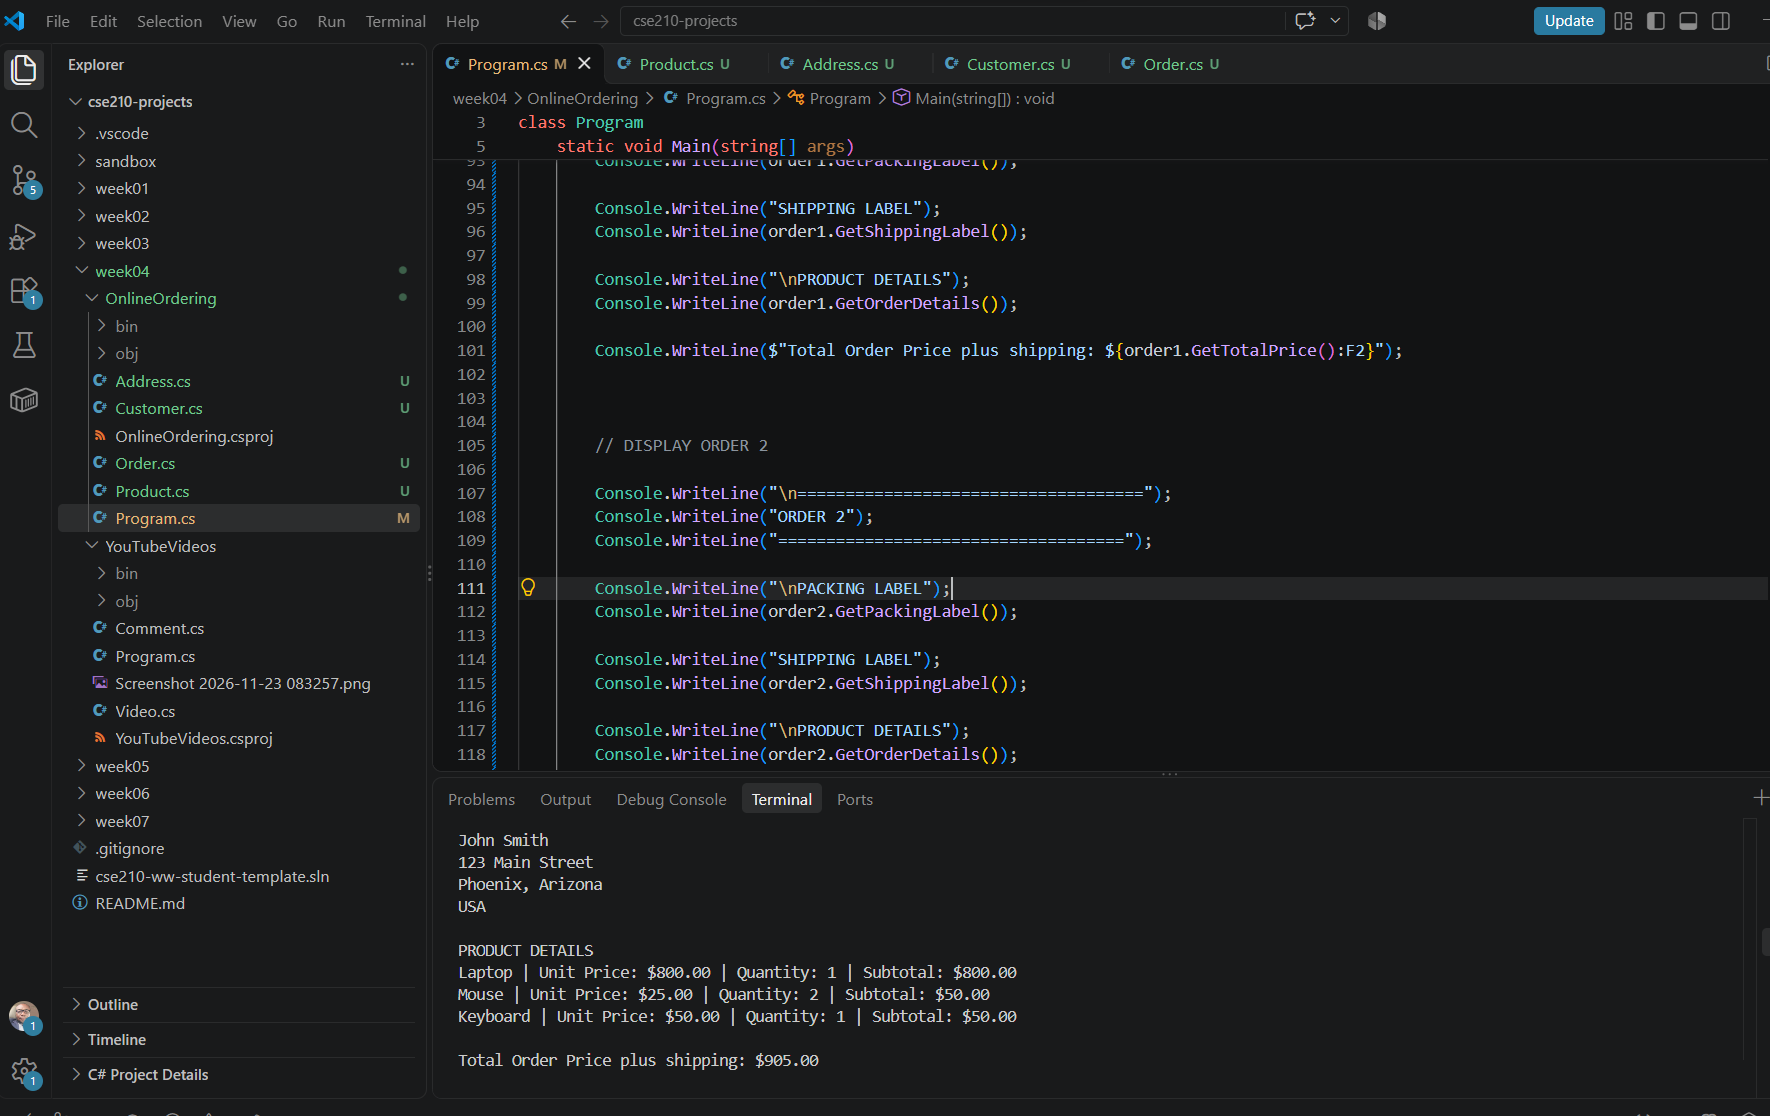 File Edit Selection View Go Run Terminal Help
cse210-projects
Update
Explorer
cse210-projects
.vscode
sandbox
week01
week02
week03
week04
OnlineOrdering
bin
obj
Address.cs U
Customer.cs U
OnlineOrdering.csproj
Order.cs U
Product.cs U
Program.cs M
YouTubeVideos
bin
obj
Comment.cs
Program.cs
Screenshot 2026-11-23 083257.png
Video.cs
YouTubeVideos.csproj
week05
week06
week07
.gitignore
cse210-ww-student-template.sln
README.md
Outline
Timeline
C# Project Details
5
1
1
1
Program.cs M Product.cs U Address.cs U Customer.cs U Order.cs U
week04 > OnlineOrdering > Program.cs > Program > Main(string[]) : void
3 class Program
5 static void Main(string[] args)
93 Console.WriteLine(order1.GetPackingLabel());
94
95 Console.WriteLine("SHIPPING LABEL");
96 Console.WriteLine(order1.GetShippingLabel());
97
98 Console.WriteLine("\nPRODUCT DETAILS");
99 Console.WriteLine(order1.GetOrderDetails());
100
101 Console.WriteLine($"Total Order Price plus shipping: ${order1.GetTotalPrice():F2}");
102
103
104
105 // DISPLAY ORDER 2
106
107 Console.WriteLine("\n====================================");
108 Console.WriteLine("ORDER 2");
109 Console.WriteLine("====================================");
110
111 Console.WriteLine("\nPACKING LABEL");
112 Console.WriteLine(order2.GetPackingLabel());
113
114 Console.WriteLine("SHIPPING LABEL");
115 Console.WriteLine(order2.GetShippingLabel());
116
117 Console.WriteLine("\nPRODUCT DETAILS");
118 Console.WriteLine(order2.GetOrderDetails());
Problems Output Debug Console Terminal Ports
John Smith
123 Main Street
Phoenix, Arizona
USA
PRODUCT DETAILS
Laptop | Unit Price: $800.00 | Quantity: 1 | Subtotal: $800.00
Mouse | Unit Price: $25.00 | Quantity: 2 | Subtotal: $50.00
Keyboard | Unit Price: $50.00 | Quantity: 1 | Subtotal: $50.00
Total Order Price plus shipping: $905.00